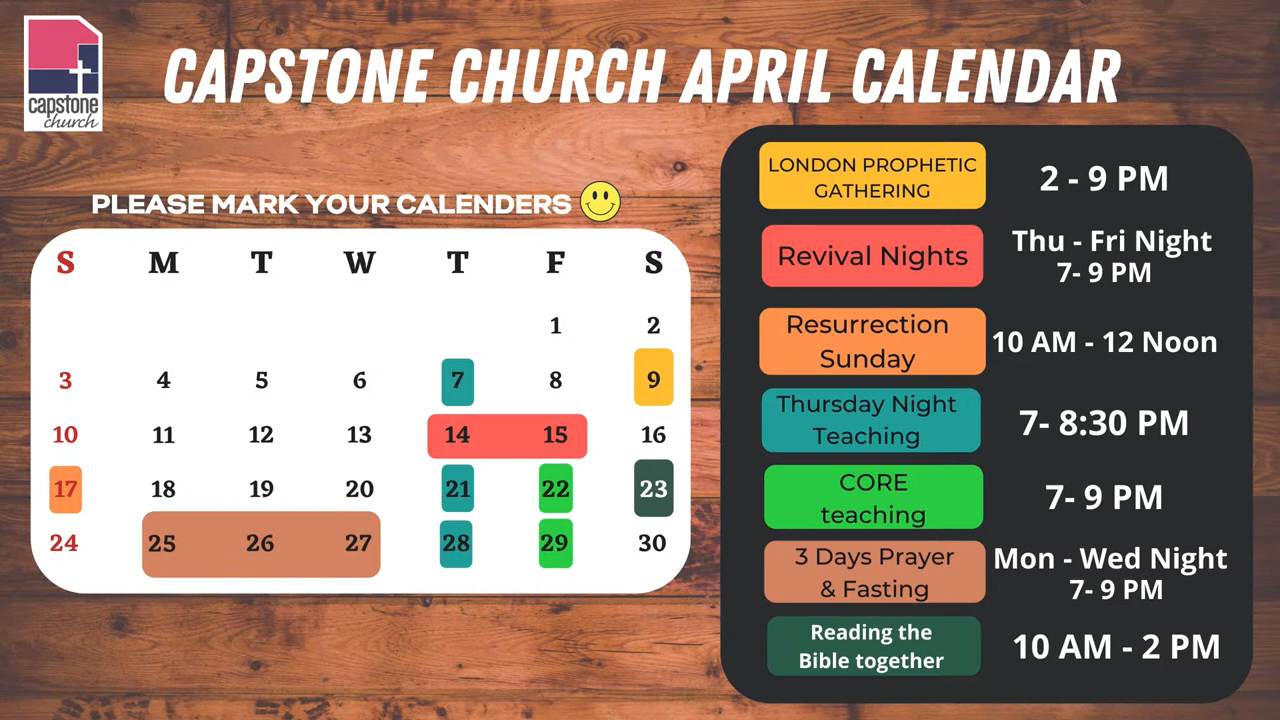 capstone
church
CAPSTONE CHURCH APRIL CALENDAR
PLEASE MARK YOUR CALENDERS
S M T W T F S
1 2
3 4 5 6 7 8 9
10 11 12 13 14 15 16
17 18 19 20 21 22 23
24 25 26 27 28 29 30
LONDON PROPHETIC
GATHERING
2 - 9 PM
Revival Nights
Thu - Fri Night
7- 9 PM
Resurrection
Sunday
10 AM - 12 Noon
Thursday Night
Teaching
7- 8:30 PM
CORE
teaching
7- 9 PM
3 Days Prayer
& Fasting
Mon - Wed Night
7- 9 PM
Reading the
Bible together
10 AM - 2 PM